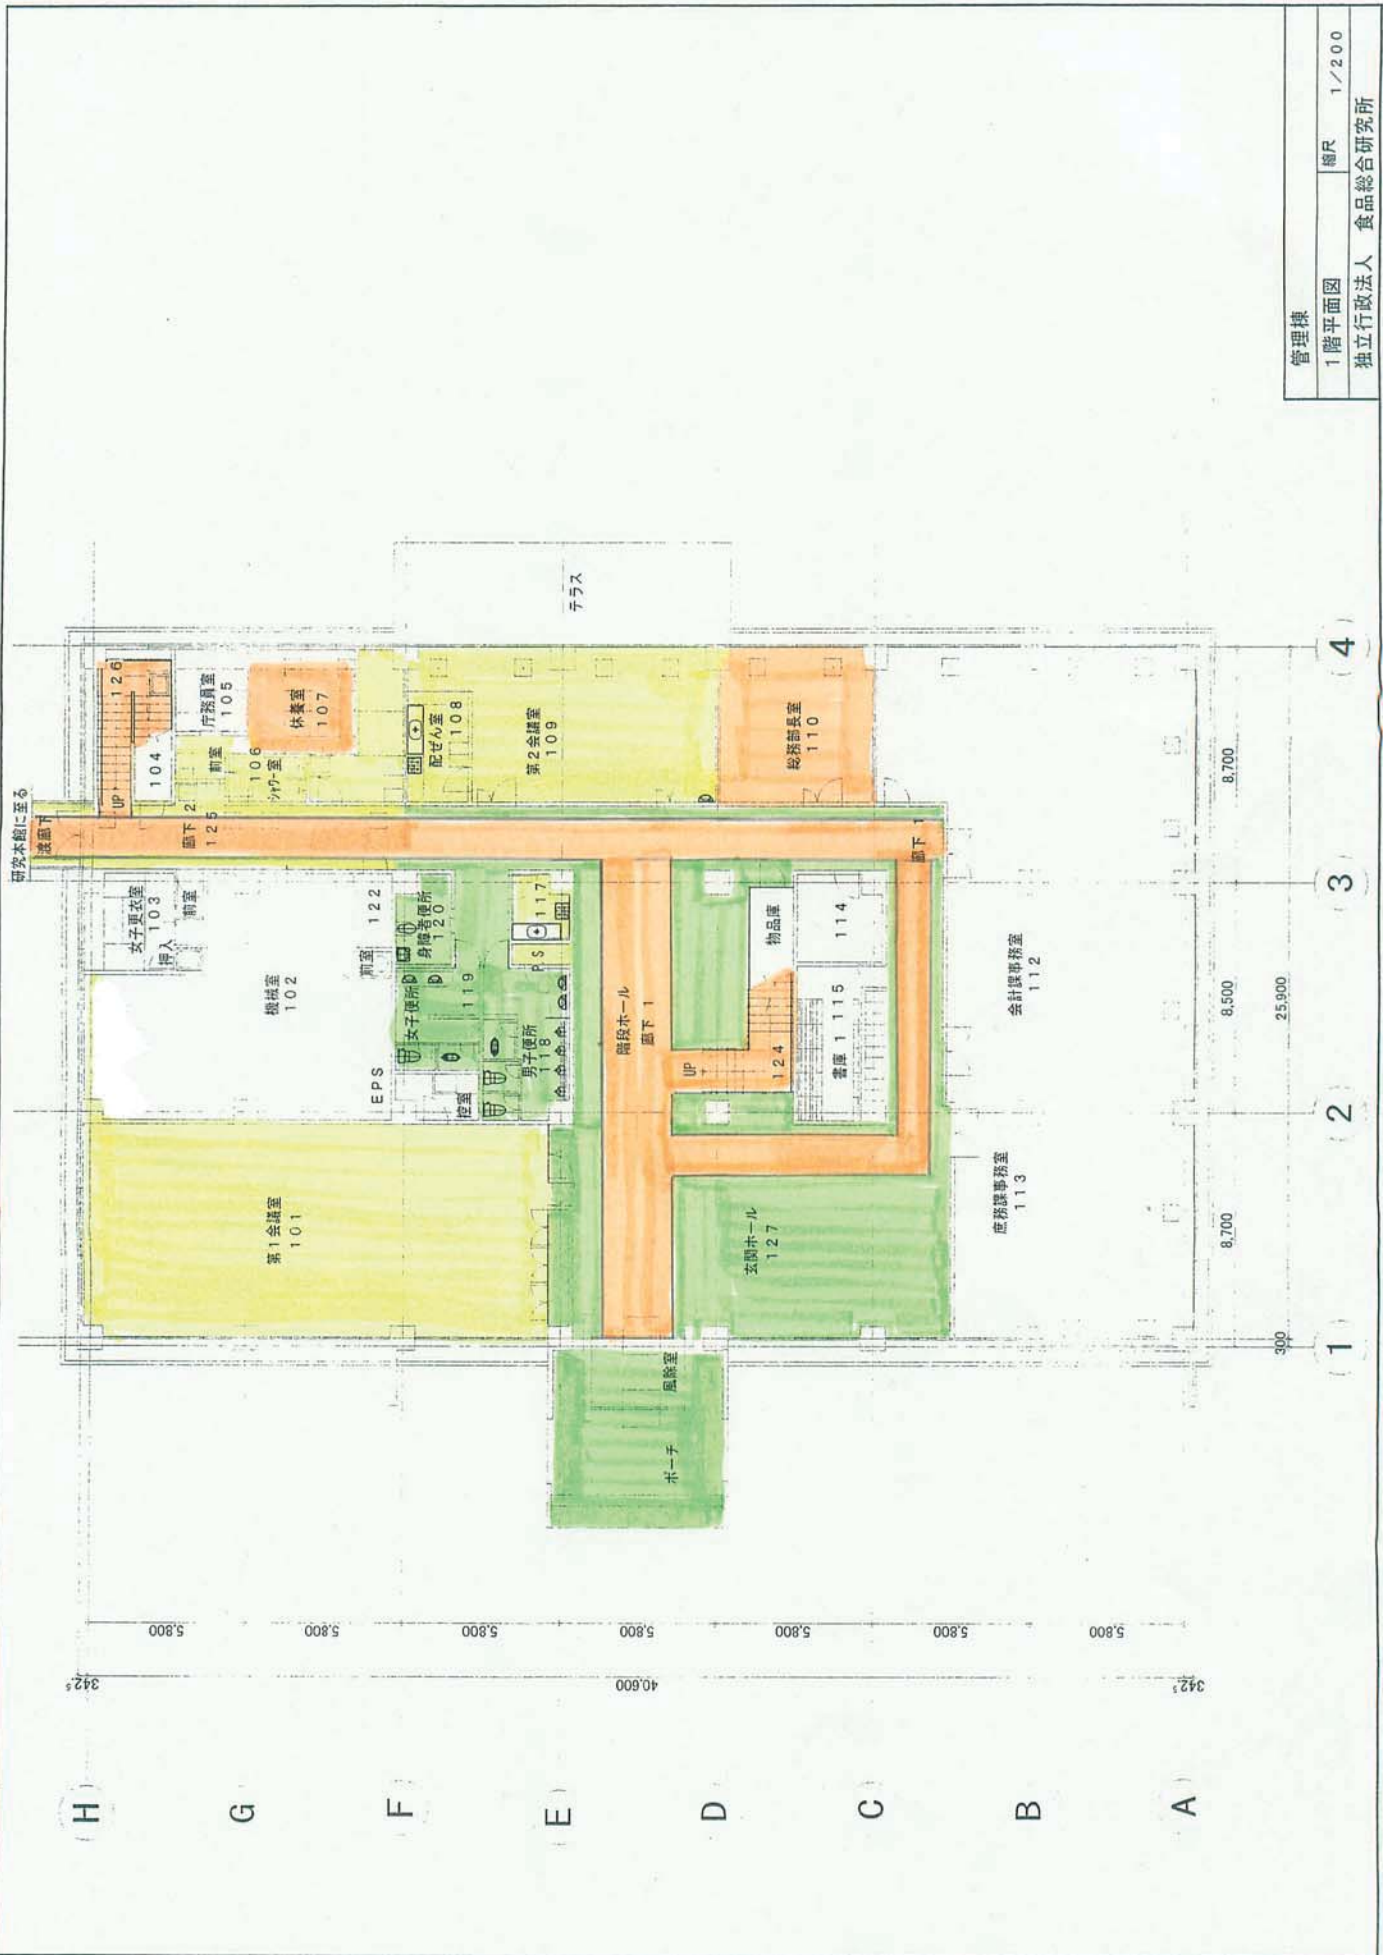 管理棟
1階平面図 縮尺 1/200
独立行政法人 食品総合研究所
研究本館に至る
渡廊下
UP
126
104
庁務員室
105
前室
106
シャワー室
休養室
107
廊下 2
125
配ぜん室
108
第2会議室
109
テラス
総務部長室
110
廊下 1
女子更衣室
103
押入
前室
機械室
102
前室
122
身障者便所
120
女子便所
119
117
P.S
男子便所
118
EPS
控室
階段ホール
廊下 1
物品庫
114
UP
124
書庫 1
115
会計課事務室
112
庶務課事務室
113
第1会議室
101
玄関ホール
127
風除室
ポーチ
8,700
8,500
25,900
8,700
300
(4)
(3)
(2)
(1)
342.5
5,800
5,800
5,800
5,800
5,800
5,800
5,800
40,600
342.5
(H)
G
F
E
D
C
B
A